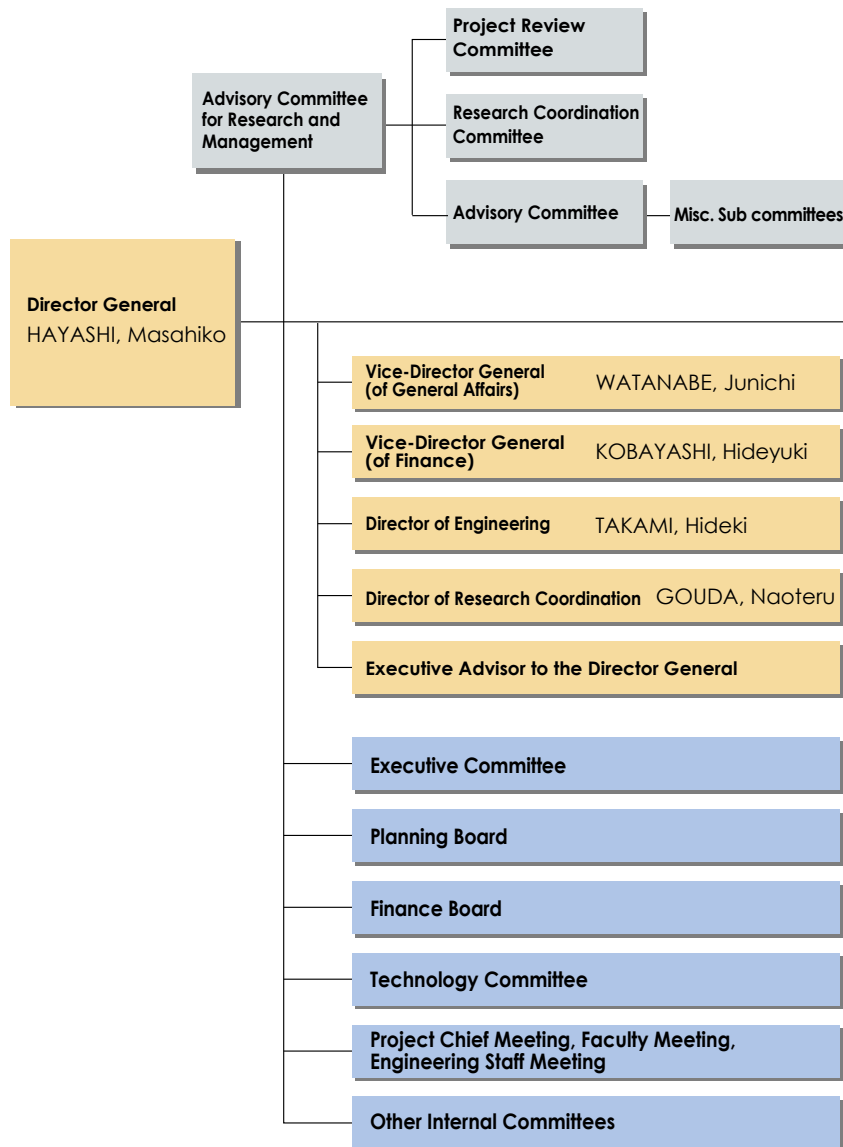 Project Review
Committee
Advisory Committee
for Research and
Management
Research Coordination
Committee
Advisory Committee
Misc. Sub committees
Director General
HAYASHI, Masahiko
Vice-Director General
(of General Affairs)
WATANABE, Junichi
Vice-Director General
(of Finance)
KOBAYASHI, Hideyuki
Director of Engineering
TAKAMI, Hideki
Director of Research Coordination
GOUDA, Naoteru
Executive Advisor to the Director General
Executive Committee
Planning Board
Finance Board
Technology Committee
Project Chief Meeting, Faculty Meeting,
Engineering Staff Meeting
Other Internal Committees